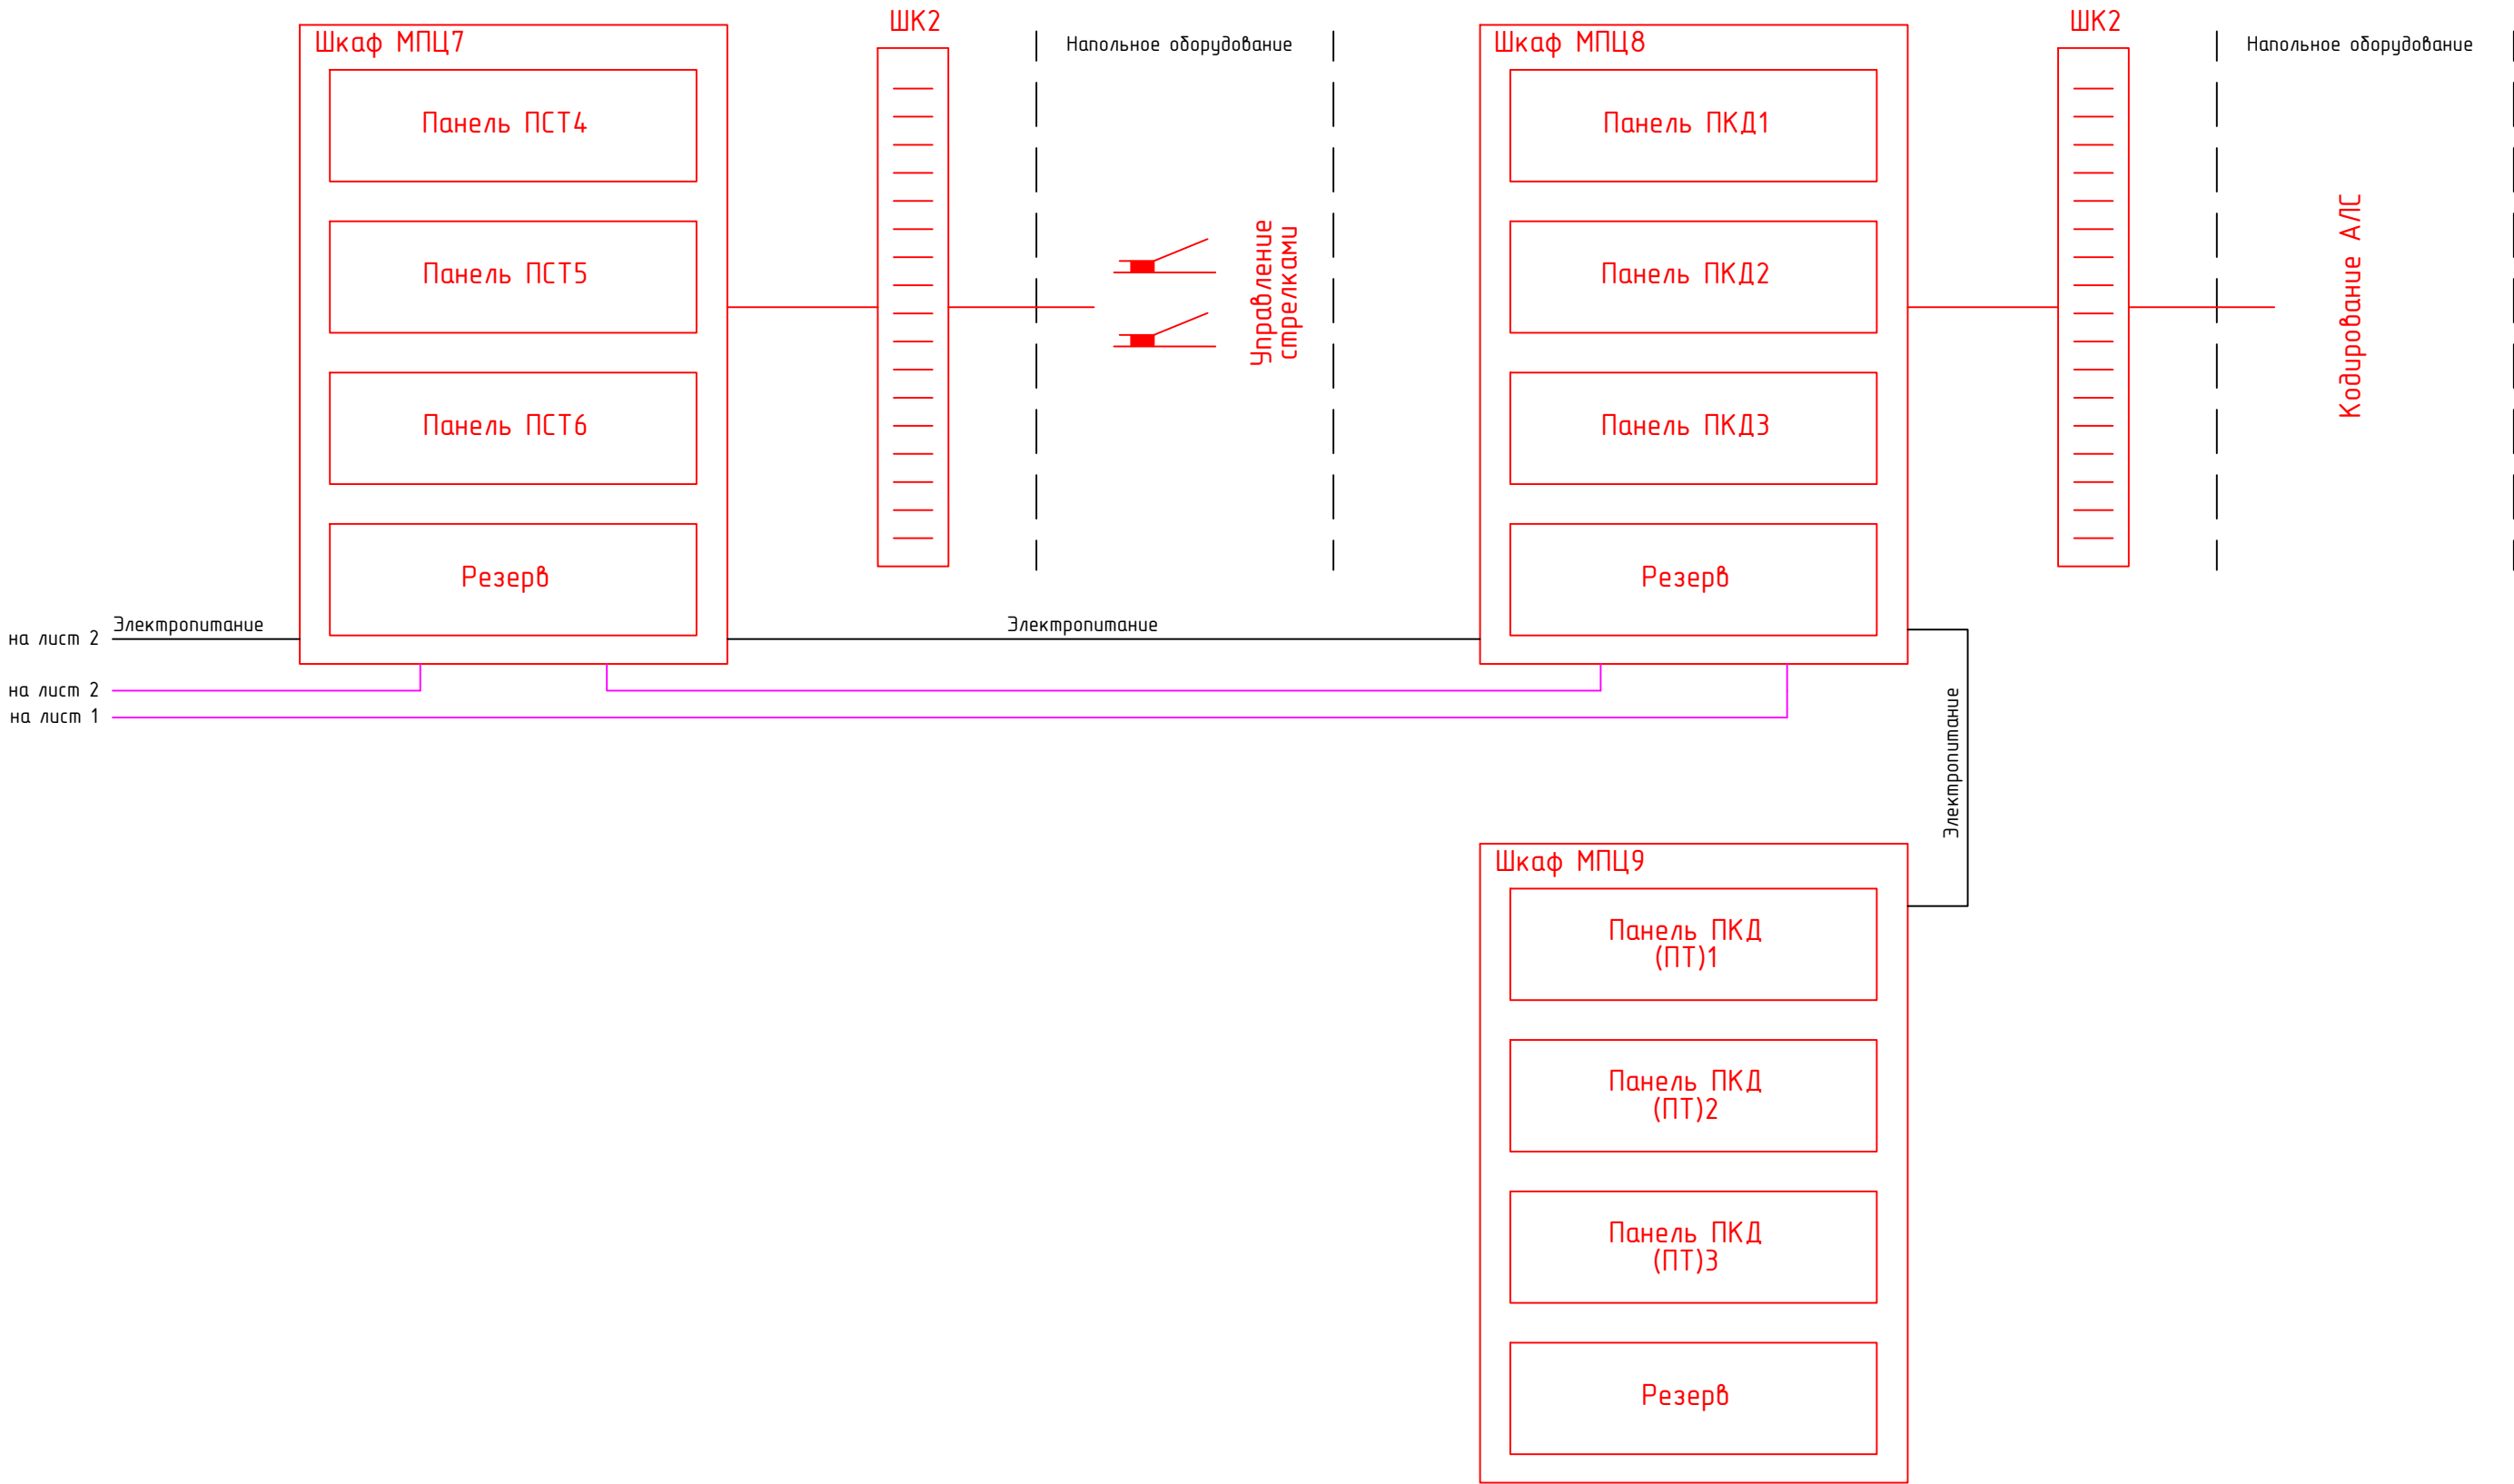 Шкаф МПЦ7
Панель ПСТ4
Панель ПСТ5
Панель ПСТ6
Резерв
ШК2
Напольное оборудование
Управление
стрелками
Шкаф МПЦ8
Панель ПКД1
Панель ПКД2
Панель ПКД3
Резерв
ШК2
Напольное оборудование
Кодирование АЛС
на лист 2
Электропитание
Электропитание
на лист 2
на лист 1
Электропитание
Шкаф МПЦ9
Панель ПКД
(ПТ)1
Панель ПКД
(ПТ)2
Панель ПКД
(ПТ)3
Резерв